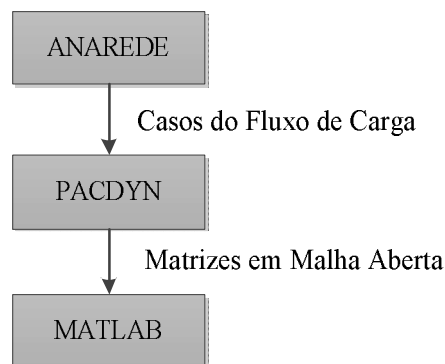 ANAREDE
Casos do Fluxo de Carga
PACDYN
Matrizes em Malha Aberta
MATLAB